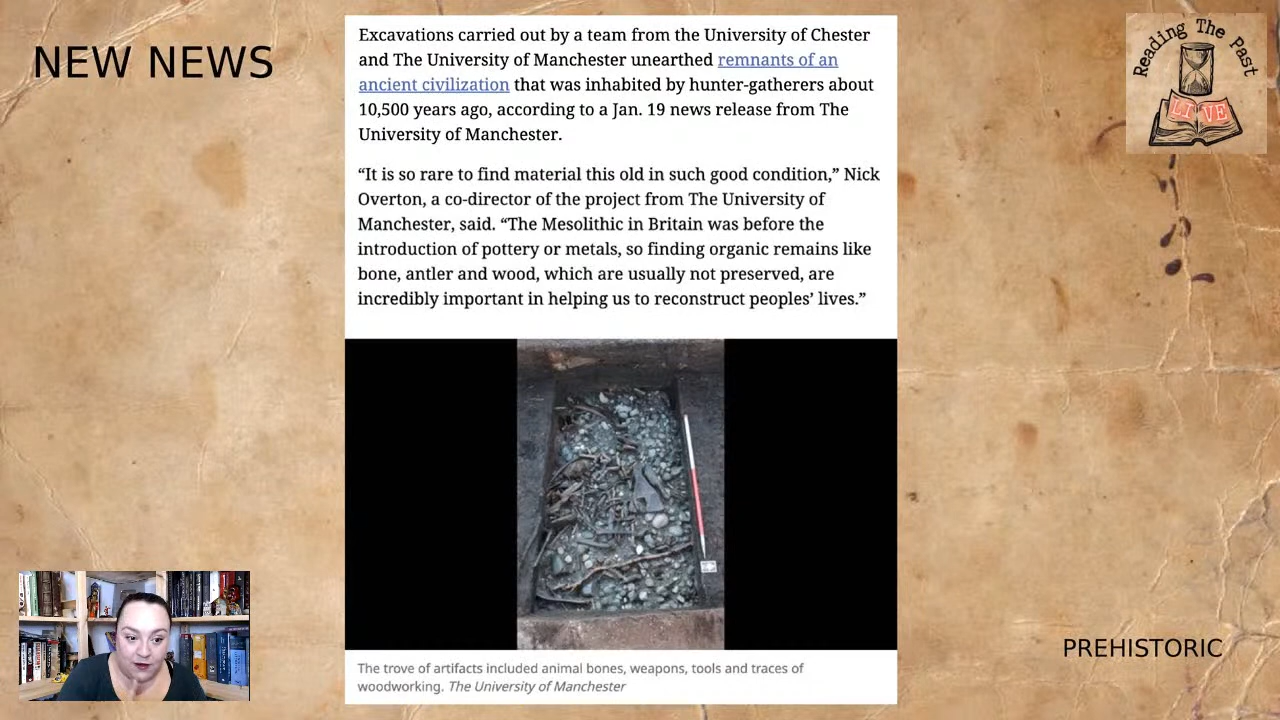 NEW NEWS
Excavations carried out by a team from the University of Chester
and The University of Manchester unearthed remnants of an
ancient civilization that was inhabited by hunter-gatherers about
10,500 years ago, according to a Jan. 19 news release from The
University of Manchester.
“It is so rare to find material this old in such good condition,” Nick
Overton, a co-director of the project from The University of
Manchester, said. “The Mesolithic in Britain was before the
introduction of pottery or metals, so finding organic remains like
bone, antler and wood, which are usually not preserved, are
incredibly important in helping us to reconstruct peoples’ lives.”
The trove of artifacts included animal bones, weapons, tools and traces of
woodworking. The University of Manchester
Reading The Past
LIVE
PREHISTORIC